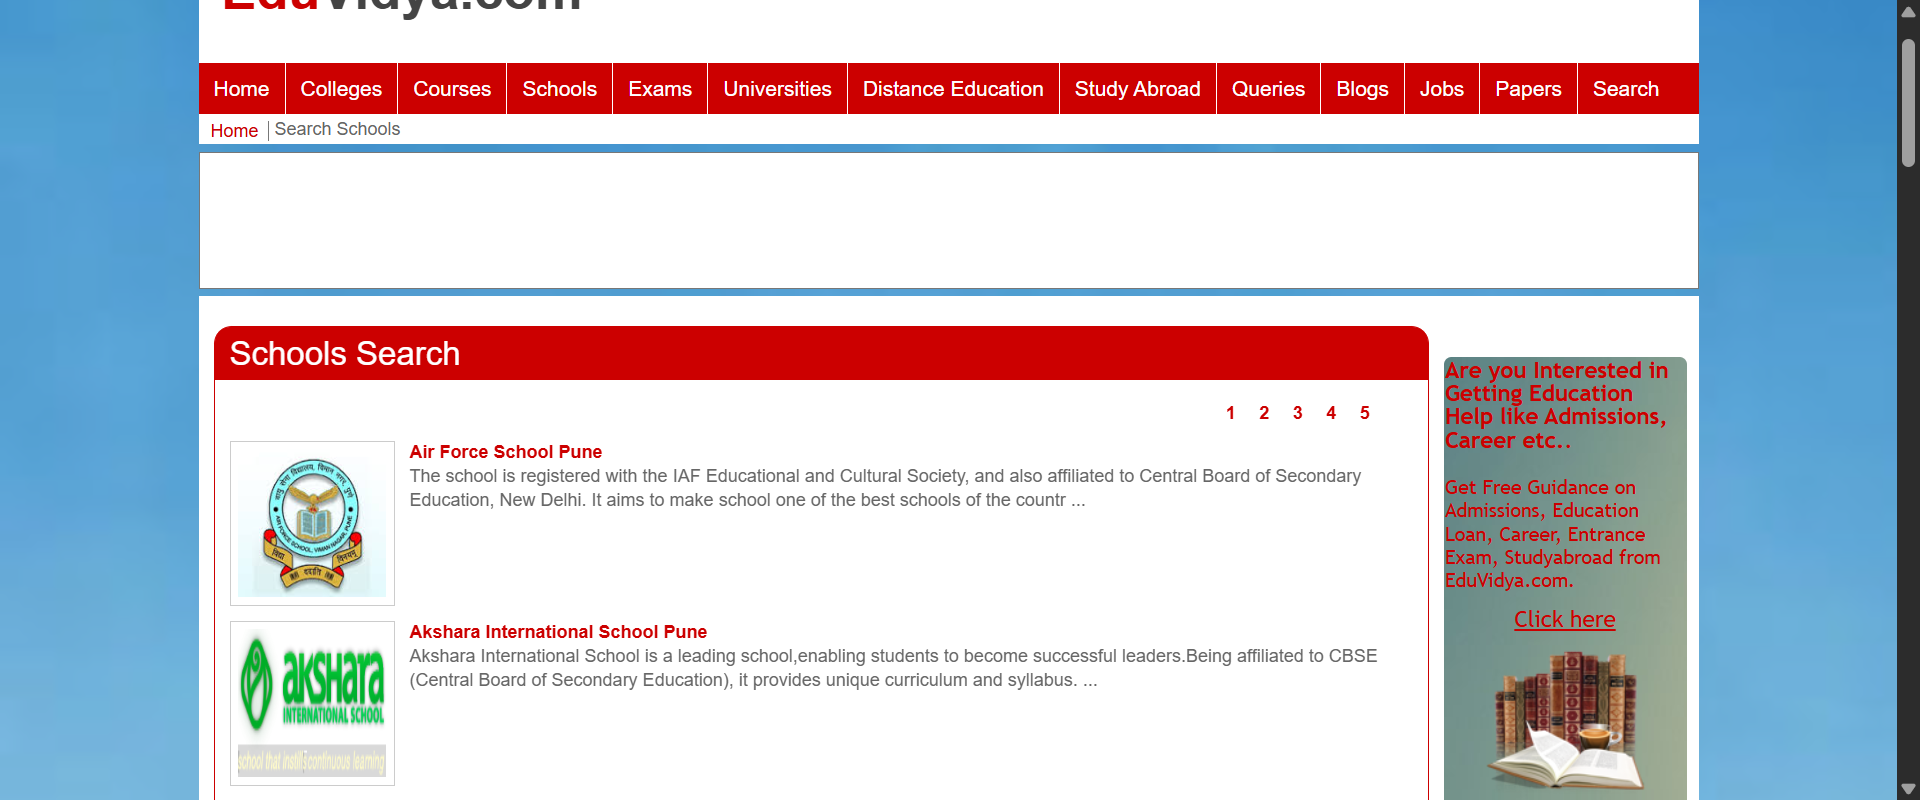 EduVidya.com
Home Colleges Courses Schools Exams Universities Distance Education Study Abroad Queries Blogs Jobs Papers Search
Home Search Schools
Schools Search
1 2 3 4 5
Air Force School Pune
The school is registered with the IAF Educational and Cultural Society, and also affiliated to Central Board of Secondary
Education, New Delhi. It aims to make school one of the best schools of the countr ...
AIR FORCE SCHOOL, VIMAN NAGAR, PUNE
Akshara International School Pune
Akshara International School is a leading school,enabling students to become successful leaders.Being affiliated to CBSE
(Central Board of Secondary Education), it provides unique curriculum and syllabus. ...
aksHara
INTERNATIONAL SCHOOL
school that instills continuous learning
Are you Interested in
Getting Education
Help like Admissions,
Career etc..
Get Free Guidance on
Admissions, Education
Loan, Career, Entrance
Exam, Studyabroad from
EduVidya.com.
Click here